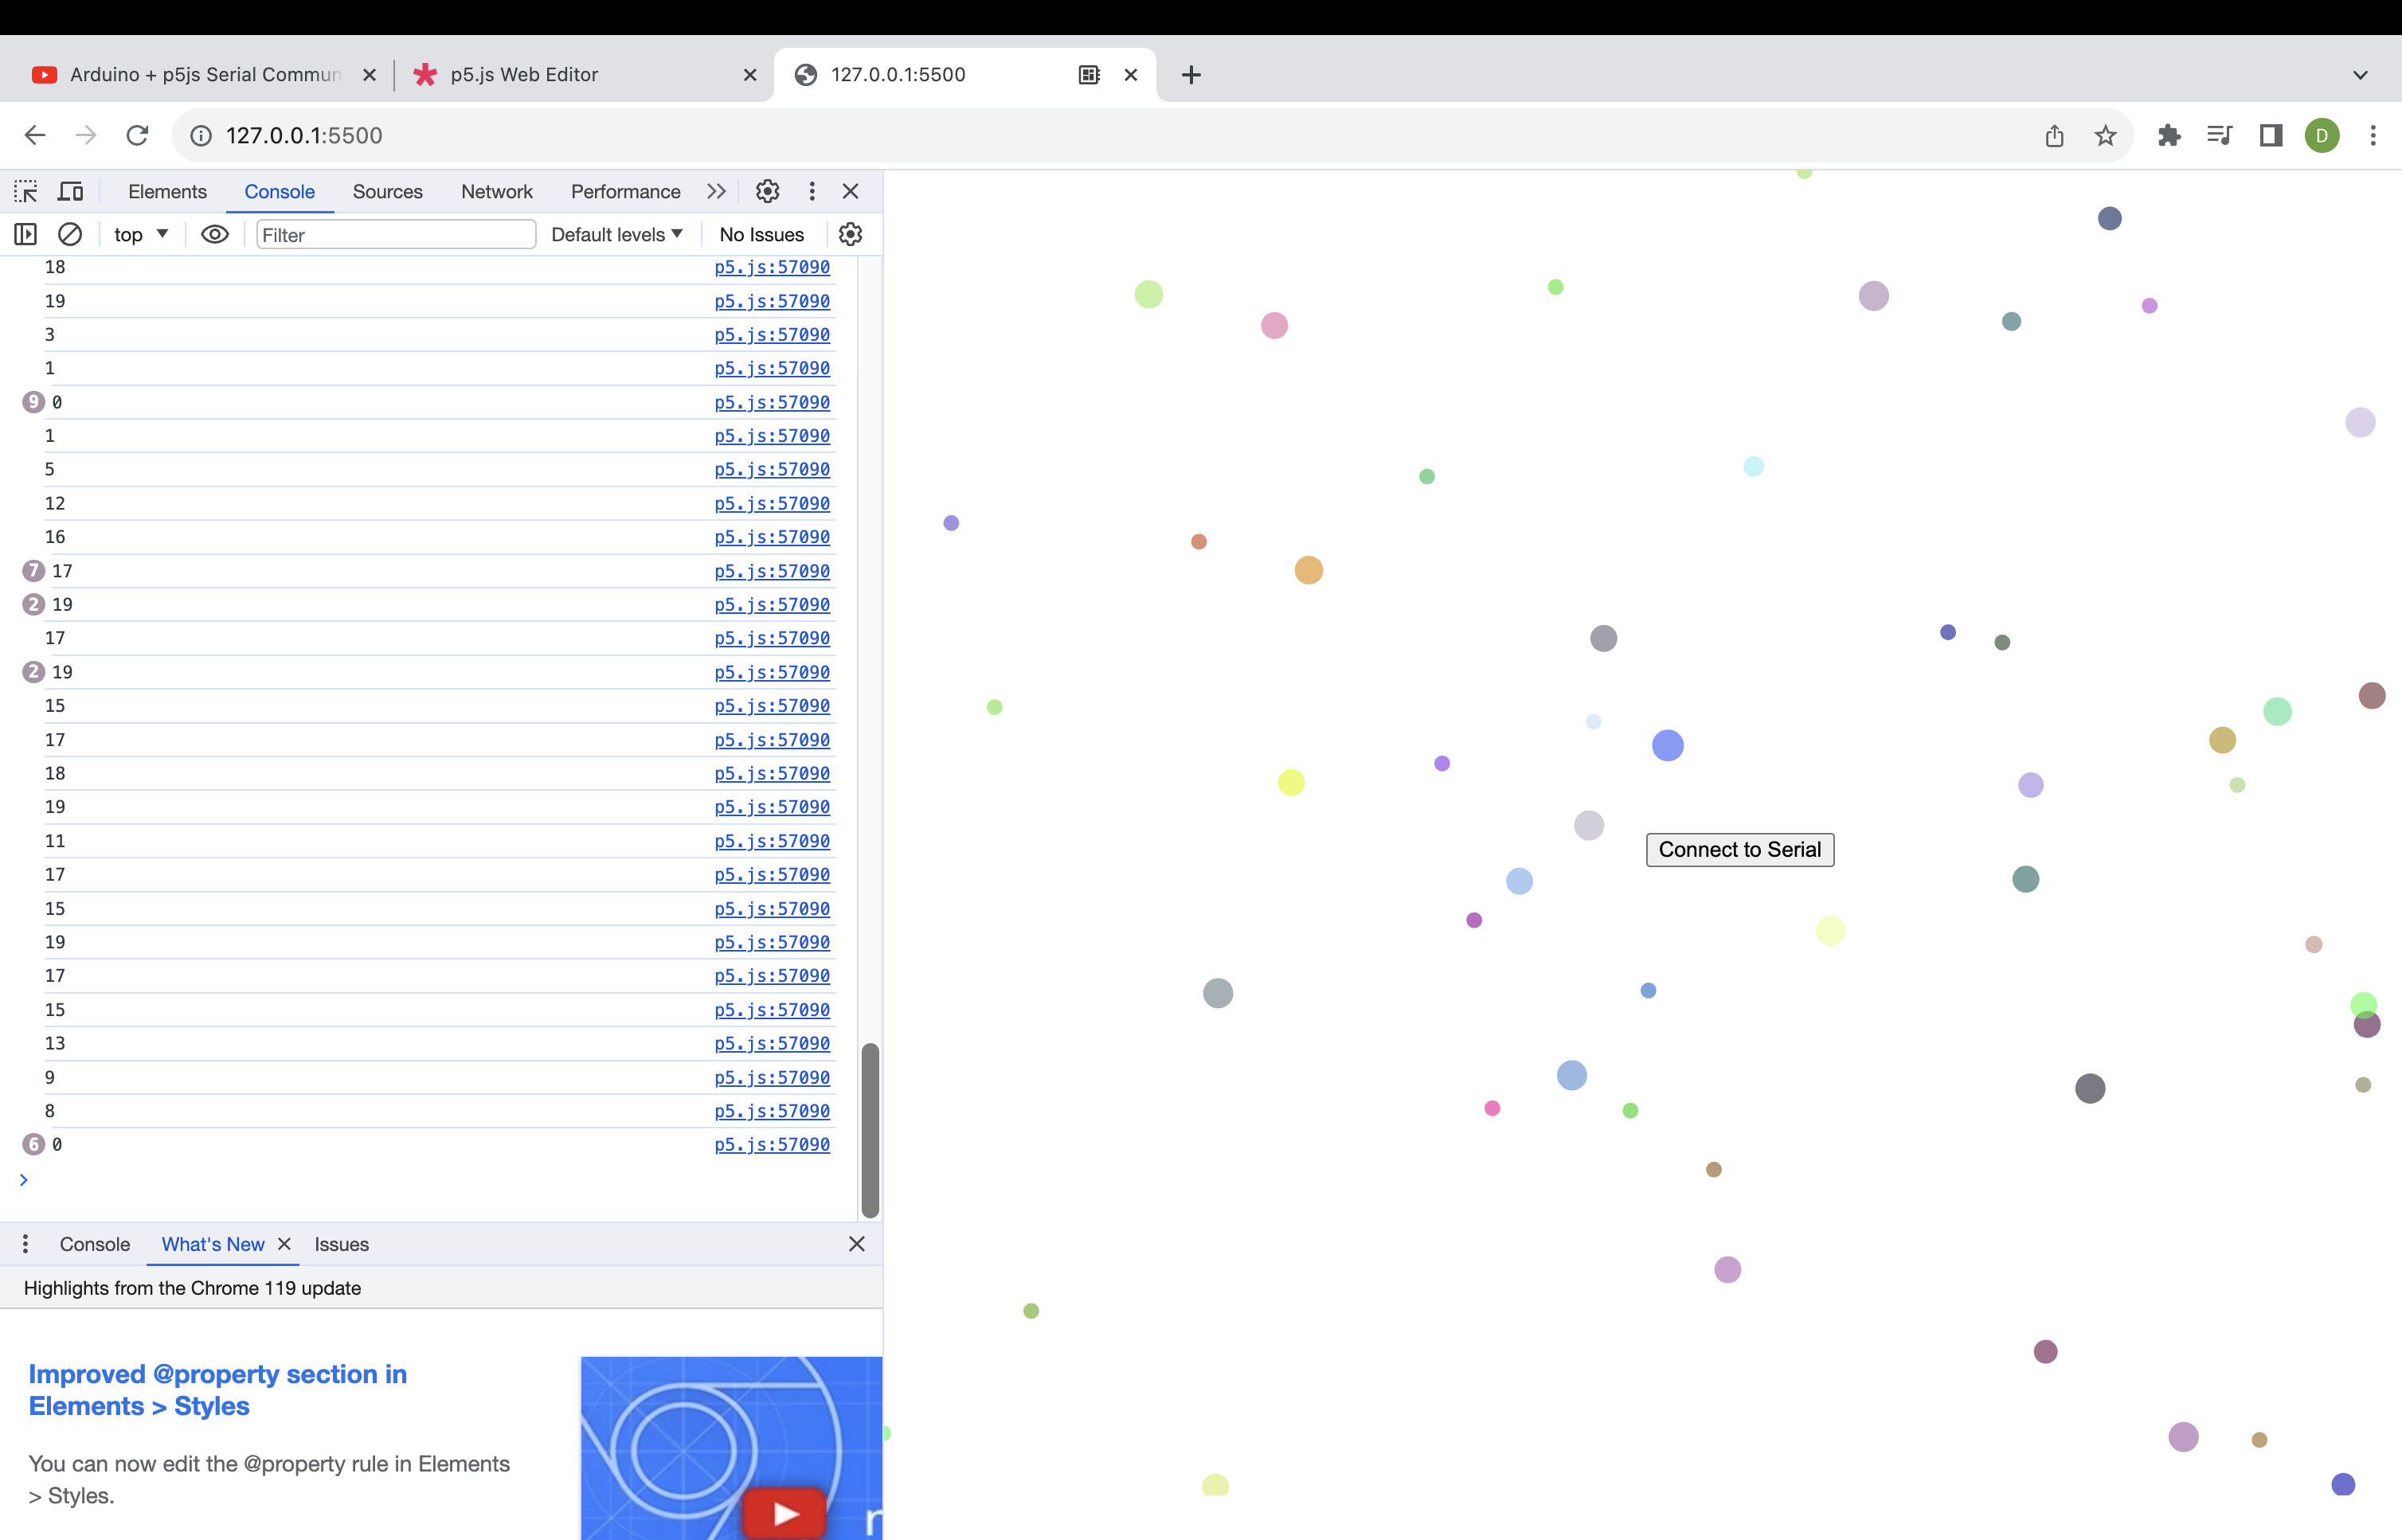 Arduino + p5js Serial Commun
p5.js Web Editor
127.0.0.1:5500
127.0.0.1:5500
D
Elements Console Sources Network Performance
top Filter Default levels No Issues
18 p5.js:57090
19 p5.js:57090
3 p5.js:57090
1 p5.js:57090
9 0 p5.js:57090
1 p5.js:57090
5 p5.js:57090
12 p5.js:57090
16 p5.js:57090
7 17 p5.js:57090
2 19 p5.js:57090
17 p5.js:57090
2 19 p5.js:57090
15 p5.js:57090
17 p5.js:57090
18 p5.js:57090
19 p5.js:57090
11 p5.js:57090
17 p5.js:57090
15 p5.js:57090
19 p5.js:57090
17 p5.js:57090
15 p5.js:57090
13 p5.js:57090
9 p5.js:57090
8 p5.js:57090
6 0 p5.js:57090
Console What's New Issues
Highlights from the Chrome 119 update
Improved @property section in
Elements > Styles
You can now edit the @property rule in Elements
> Styles.
Connect to Serial